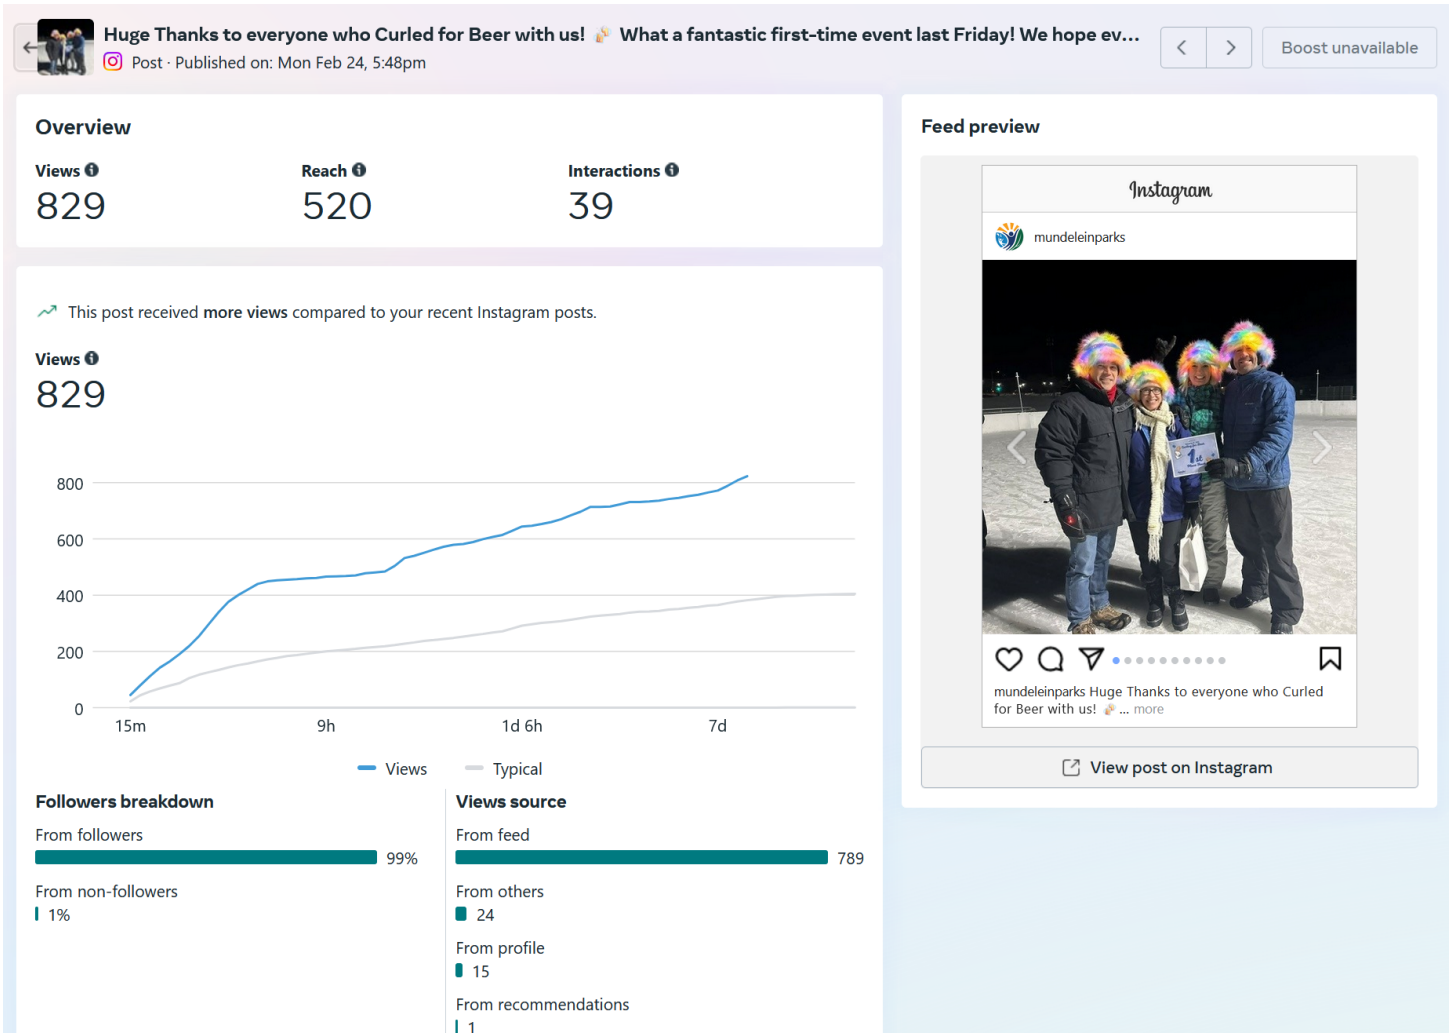 Huge Thanks to everyone who Curled for Beer with us! 🍻 What a fantastic first-time event last Friday! We hope ev...
Post · Published on: Mon Feb 24, 5:48pm
Boost unavailable
Overview
Views
829
Reach
520
Interactions
39
This post received more views compared to your recent Instagram posts.
Views
829
800
600
400
200
0
15m
9h
1d 6h
7d
Views
Typical
Followers breakdown
From followers
99%
From non-followers
1%
Views source
From feed
789
From others
24
From profile
15
From recommendations
1
Feed preview
Instagram
mundeleinparks
1st
mundeleinparks Huge Thanks to everyone who Curled
for Beer with us! 🍻 ... more
View post on Instagram